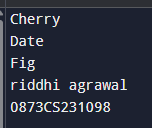 Cherry
Date
Fig
riddhi agrawal
0873CS231098